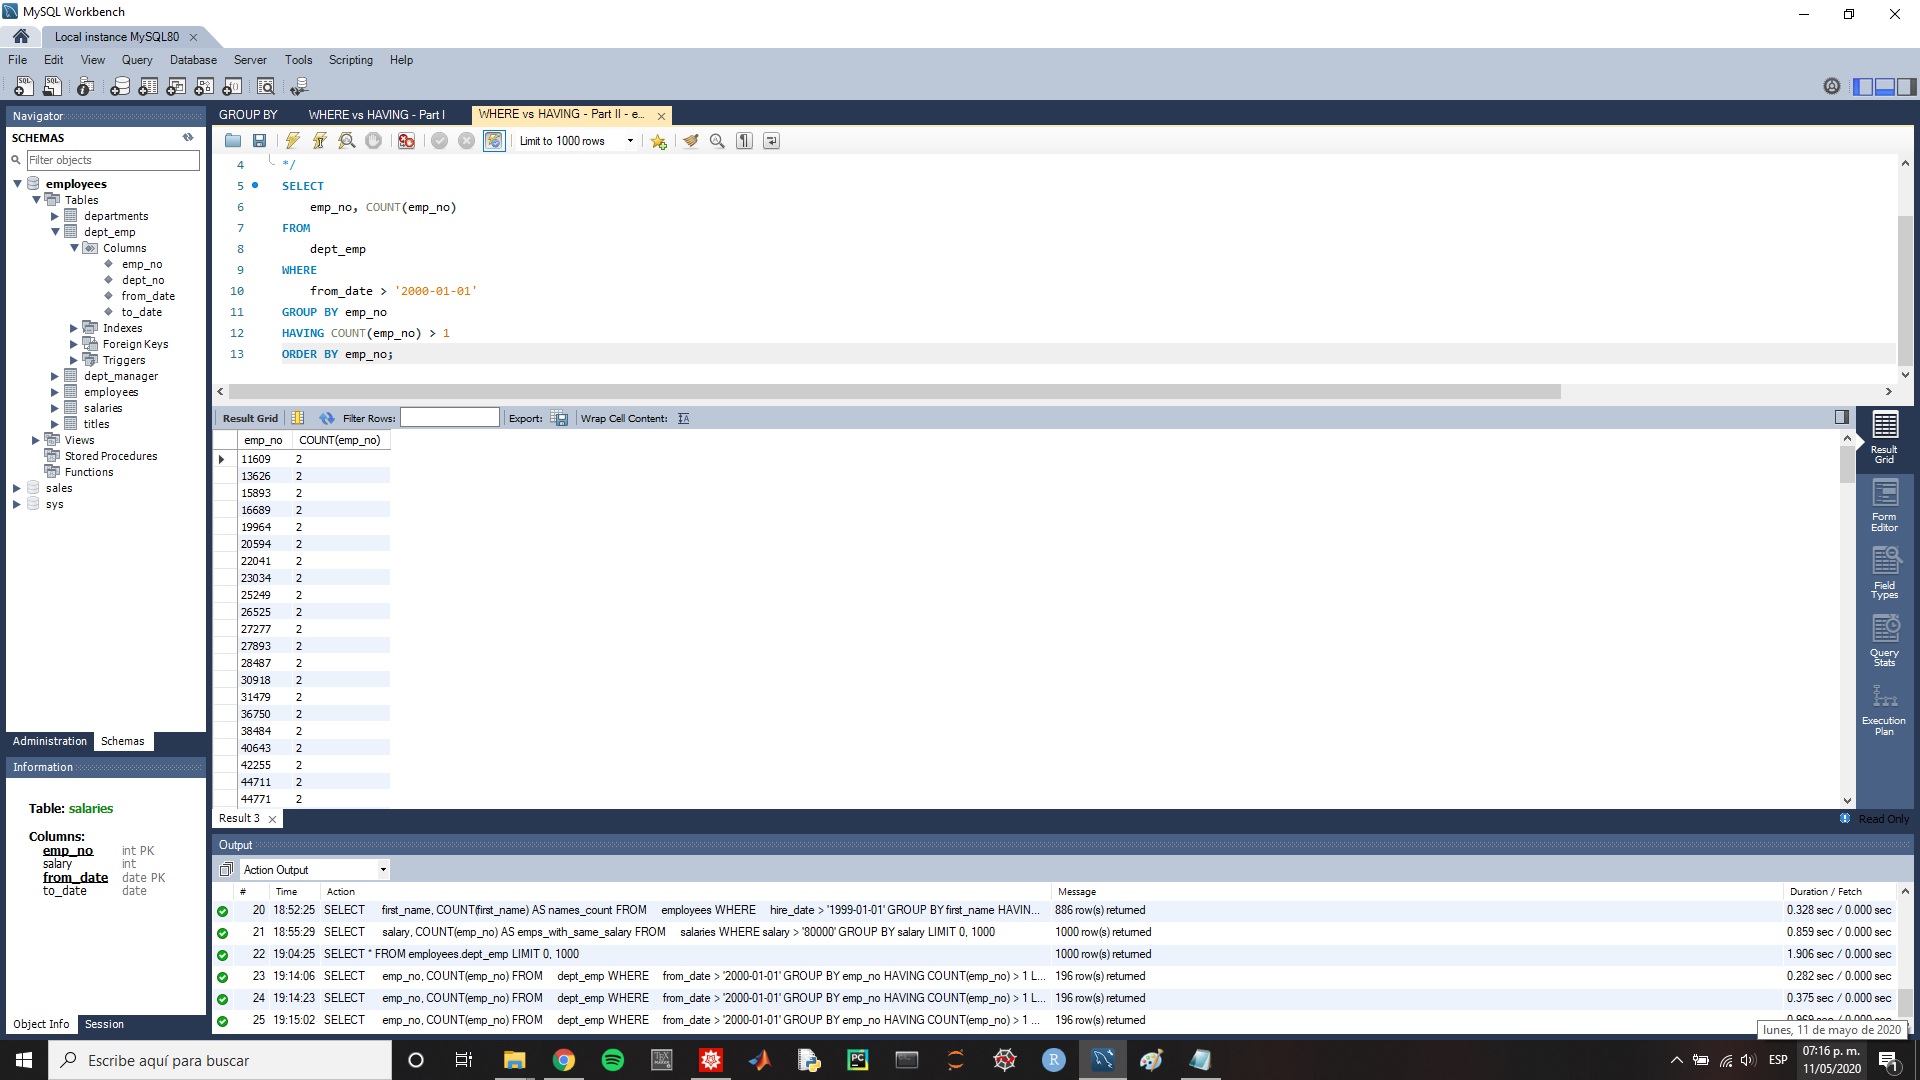 MySQL Workbench
Local instance MySQL80
File Edit View Query Database Server Tools Scripting Help
Navigator
SCHEMAS
Filter objects
employees
Tables
departments
dept_emp
Columns
emp_no
dept_no
from_date
to_date
Indexes
Foreign Keys
Triggers
dept_manager
employees
salaries
titles
Views
Stored Procedures
Functions
sales
sys
Administration Schemas
Information
Table: salaries
Columns:
emp_no int PK
salary int
from_date date PK
to_date date
Object Info Session
GROUP BY WHERE vs HAVING - Part I WHERE vs HAVING - Part II - e...
Limit to 1000 rows
4 */
5 SELECT
6 emp_no, COUNT(emp_no)
7 FROM
8 dept_emp
9 WHERE
10 from_date > '2000-01-01'
11 GROUP BY emp_no
12 HAVING COUNT(emp_no) > 1
13 ORDER BY emp_no;
Result Grid Filter Rows: Export: Wrap Cell Content:
emp_no COUNT(emp_no)
11609 2
13626 2
15893 2
16689 2
19964 2
20594 2
22041 2
23034 2
25249 2
26525 2
27277 2
27893 2
28487 2
30918 2
31479 2
36750 2
38484 2
40643 2
42255 2
44711 2
44771 2
Result Grid
Form Editor
Field Types
Query Stats
Execution Plan
Result 3
Read Only
Output
Action Output
# Time Action Message Duration / Fetch
20 18:52:25 SELECT first_name, COUNT(first_name) AS names_count FROM employees WHERE hire_date > '1999-01-01' GROUP BY first_name HAVIN... 886 row(s) returned 0.328 sec / 0.000 sec
21 18:55:29 SELECT salary, COUNT(emp_no) AS emps_with_same_salary FROM salaries WHERE salary > '80000' GROUP BY salary LIMIT 0, 1000 1000 row(s) returned 0.859 sec / 0.000 sec
22 19:04:25 SELECT * FROM employees.dept_emp LIMIT 0, 1000 1000 row(s) returned 1.906 sec / 0.000 sec
23 19:14:06 SELECT emp_no, COUNT(emp_no) FROM dept_emp WHERE from_date > '2000-01-01' GROUP BY emp_no HAVING COUNT(emp_no) > 1 L... 196 row(s) returned 0.282 sec / 0.000 sec
24 19:14:23 SELECT emp_no, COUNT(emp_no) FROM dept_emp WHERE from_date > '2000-01-01' GROUP BY emp_no HAVING COUNT(emp_no) > 1 L... 196 row(s) returned 0.375 sec / 0.000 sec
25 19:15:02 SELECT emp_no, COUNT(emp_no) FROM dept_emp WHERE from_date > '2000-01-01' GROUP BY emp_no HAVING COUNT(emp_no) > 1 ... 196 row(s) returned
lunes, 11 de mayo de 2020
Escribe aquí para buscar
ESP
07:16 p. m.
11/05/2020